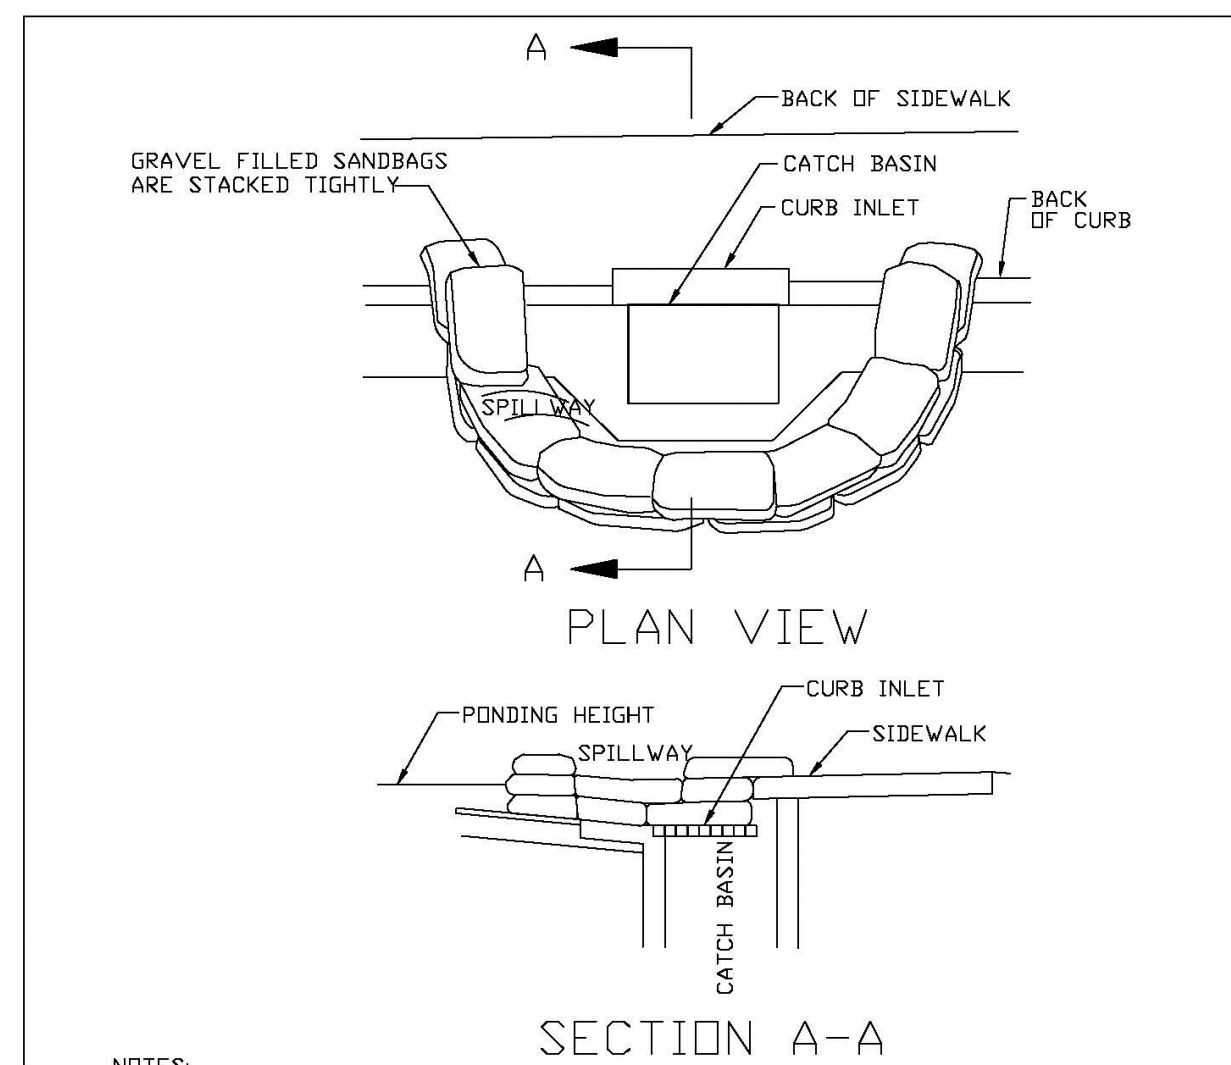 A
BACK OF SIDEWALK
GRAVEL FILLED SANDBAGS
ARE STACKED TIGHTLY
CATCH BASIN
CURB INLET
BACK
OF CURB
SPILLWAY
A
PLAN VIEW
CURB INLET
PONDING HEIGHT
SPILLWAY
SIDEWALK
CATCH BASIN
SECTION A-A
NOTES: